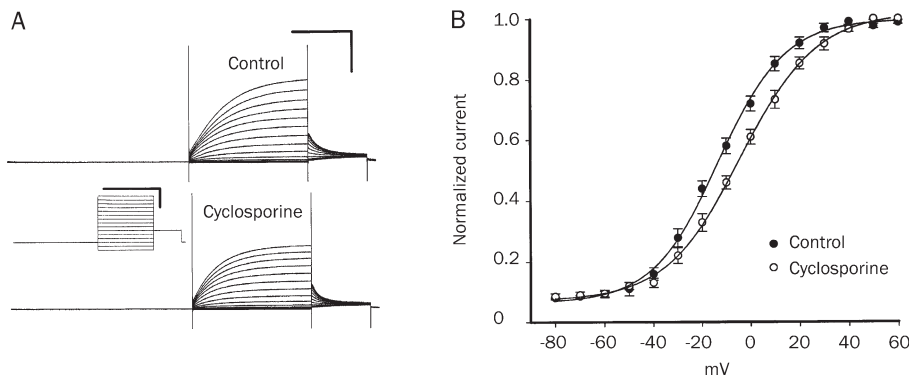 A
Control
Cyclosporine
B
Normalized current
1.0
0.8
0.6
0.4
0.2
0
Control
Cyclosporine
-80 -60 -40 -20 0 20 40 60
mV